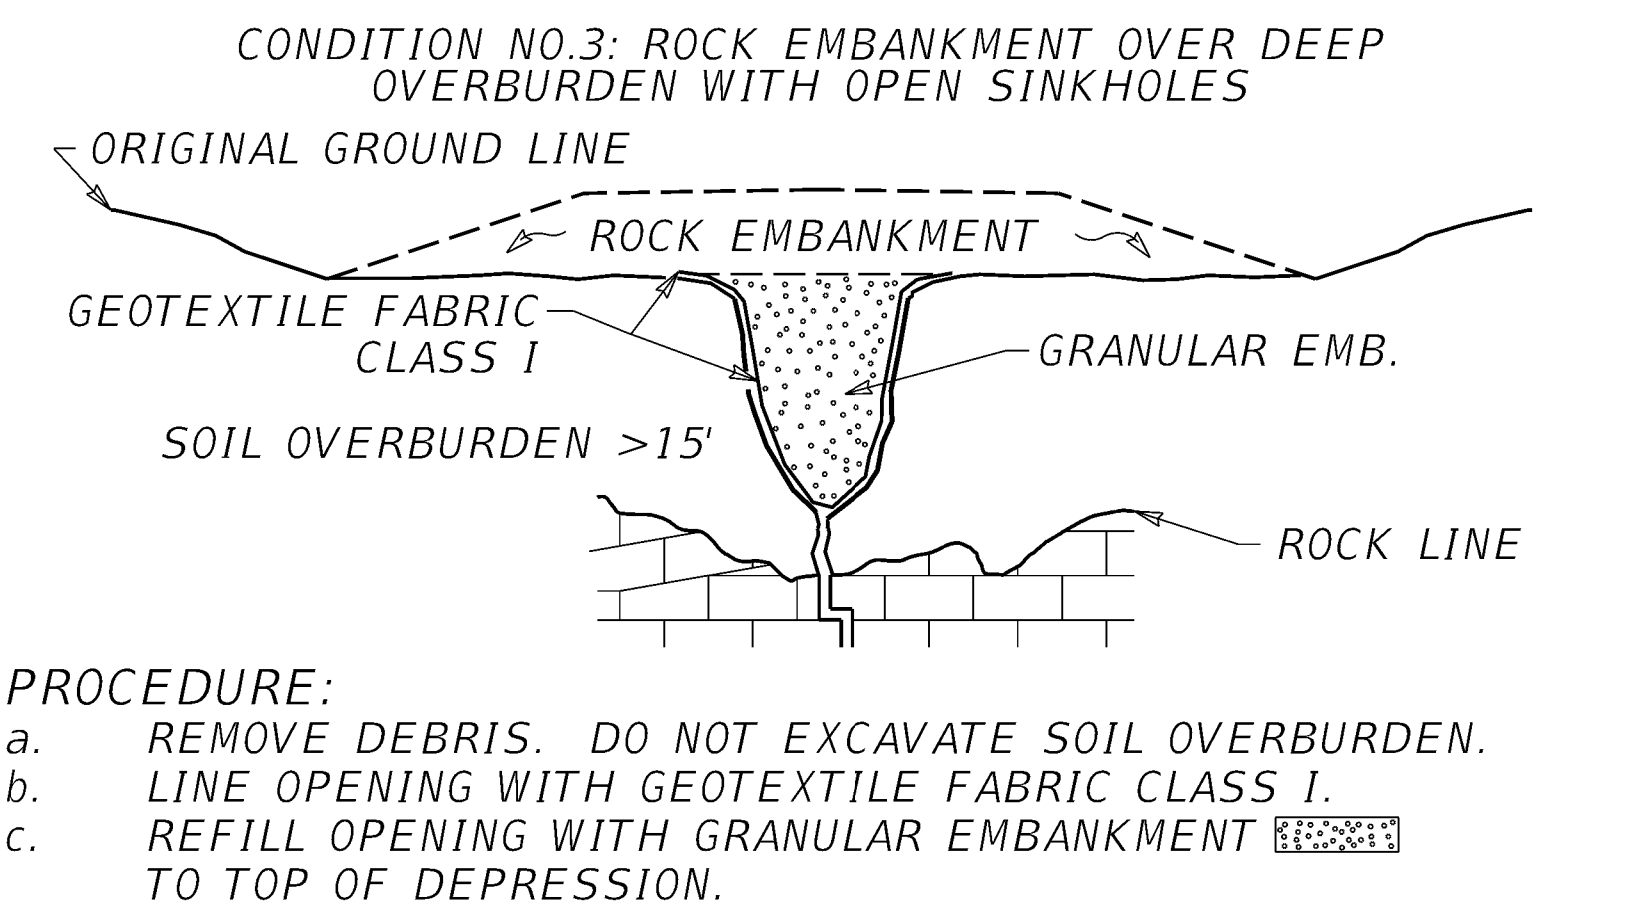 CONDITION NO.3: ROCK EMBANKMENT OVER DEEP
OVERBURDEN WITH OPEN SINKHOLES
ORIGINAL GROUND LINE
ROCK EMBANKMENT
GEOTEXTILE FABRIC
CLASS I
GRANULAR EMB.
SOIL OVERBURDEN >15'
ROCK LINE
PROCEDURE:
a. REMOVE DEBRIS. DO NOT EXCAVATE SOIL OVERBURDEN.
b. LINE OPENING WITH GEOTEXTILE FABRIC CLASS I.
c. REFILL OPENING WITH GRANULAR EMBANKMENT
TO TOP OF DEPRESSION.